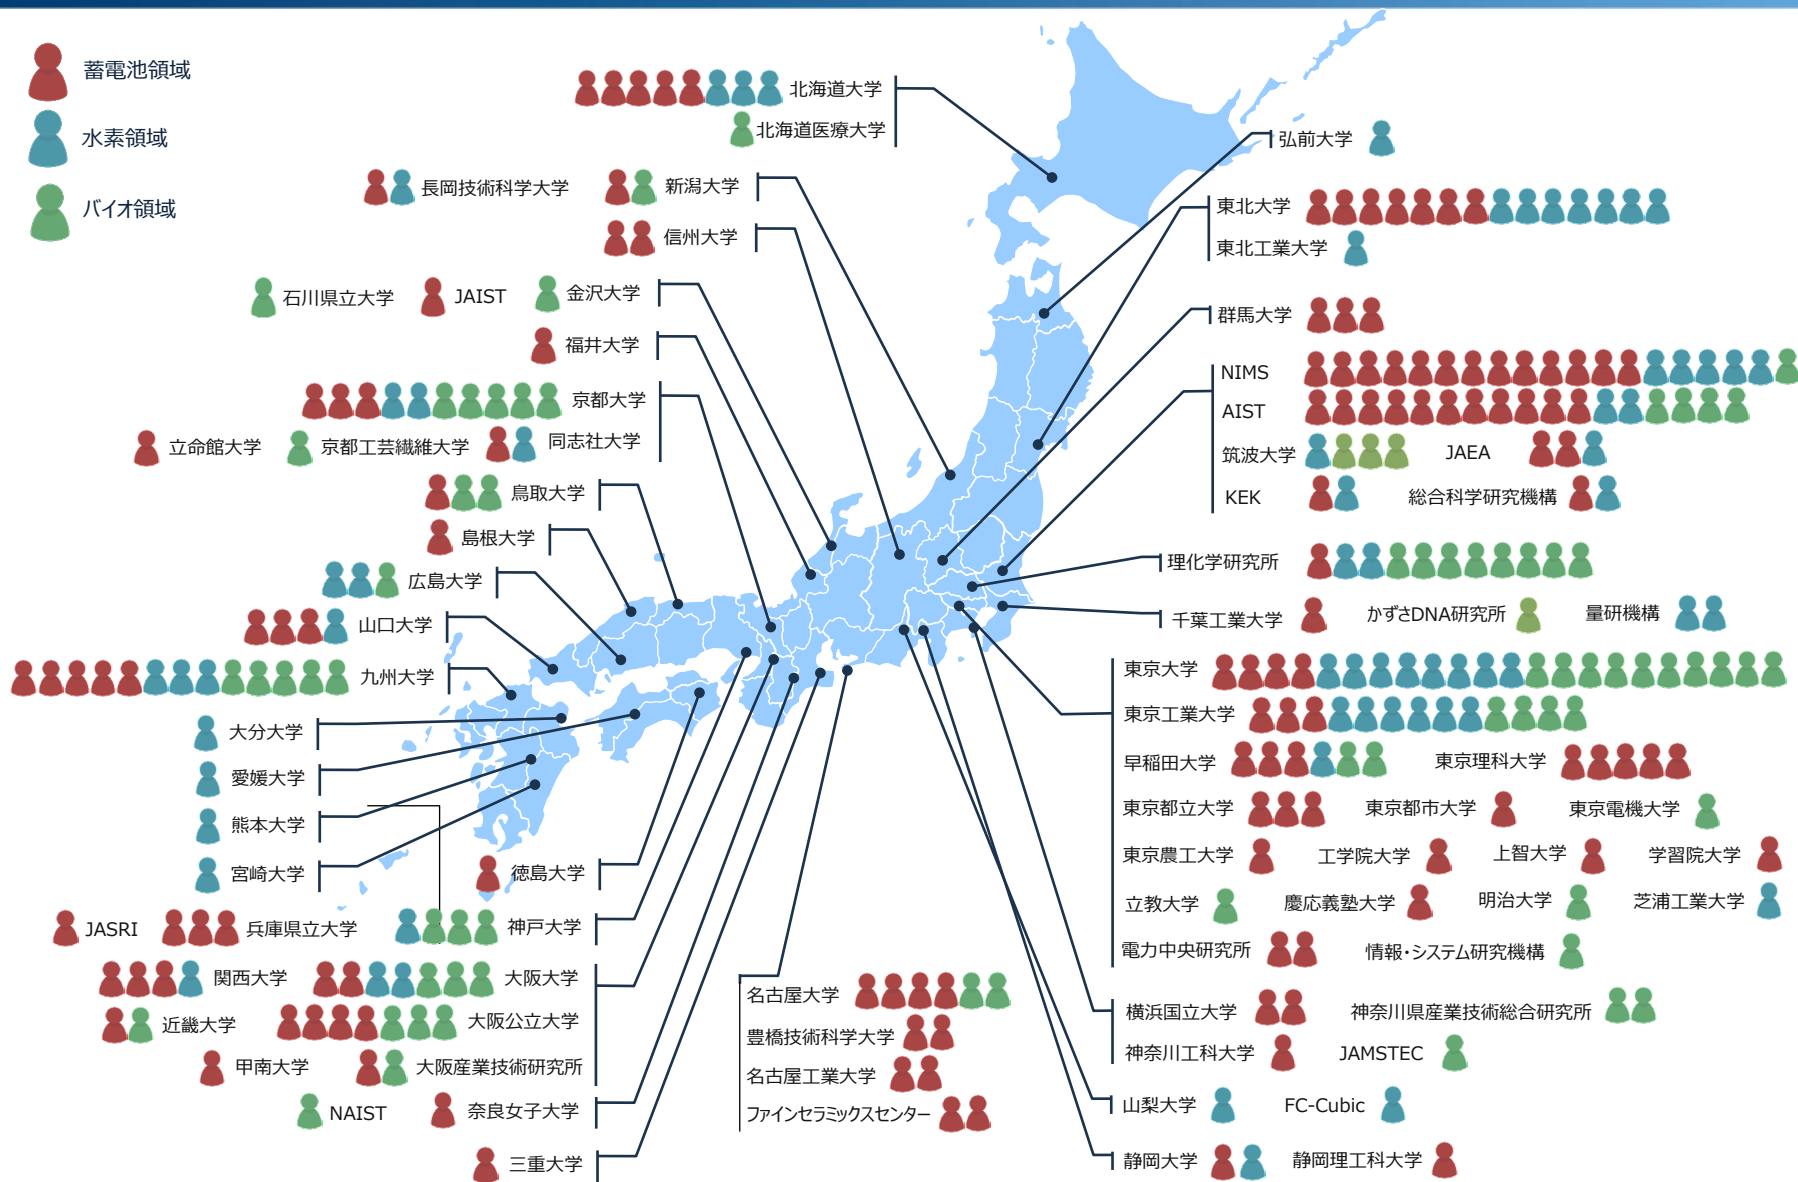 蓄電池領域
水素領域
バイオ領域
北海道大学
北海道医療大学
長岡技術科学大学 新潟大学
信州大学
石川県立大学 JAIST 金沢大学
福井大学
京都大学
立命館大学 京都工芸繊維大学 同志社大学
鳥取大学
島根大学
広島大学
山口大学
九州大学
大分大学
愛媛大学
熊本大学
宮崎大学
徳島大学
JASRI 兵庫県立大学 神戸大学
関西大学 大阪大学
近畿大学 大阪公立大学
甲南大学 大阪産業技術研究所
NAIST 奈良女子大学
三重大学
名古屋大学
豊橋技術科学大学
名古屋工業大学
ファインセラミックスセンター
弘前大学
東北大学
東北工業大学
群馬大学
NIMS
AIST
筑波大学 JAEA
KEK 総合科学研究機構
理化学研究所
千葉工業大学 かずさDNA研究所 量研機構
東京大学
東京工業大学
早稲田大学 東京理科大学
東京都立大学 東京都市大学 東京電機大学
東京農工大学 工学院大学 上智大学 学習院大学
立教大学 慶応義塾大学 明治大学 芝浦工業大学
電力中央研究所 情報・システム研究機構
横浜国立大学 神奈川県産業技術総合研究所
神奈川工科大学 JAMSTEC
山梨大学 FC-Cubic
静岡大学 静岡理工科大学